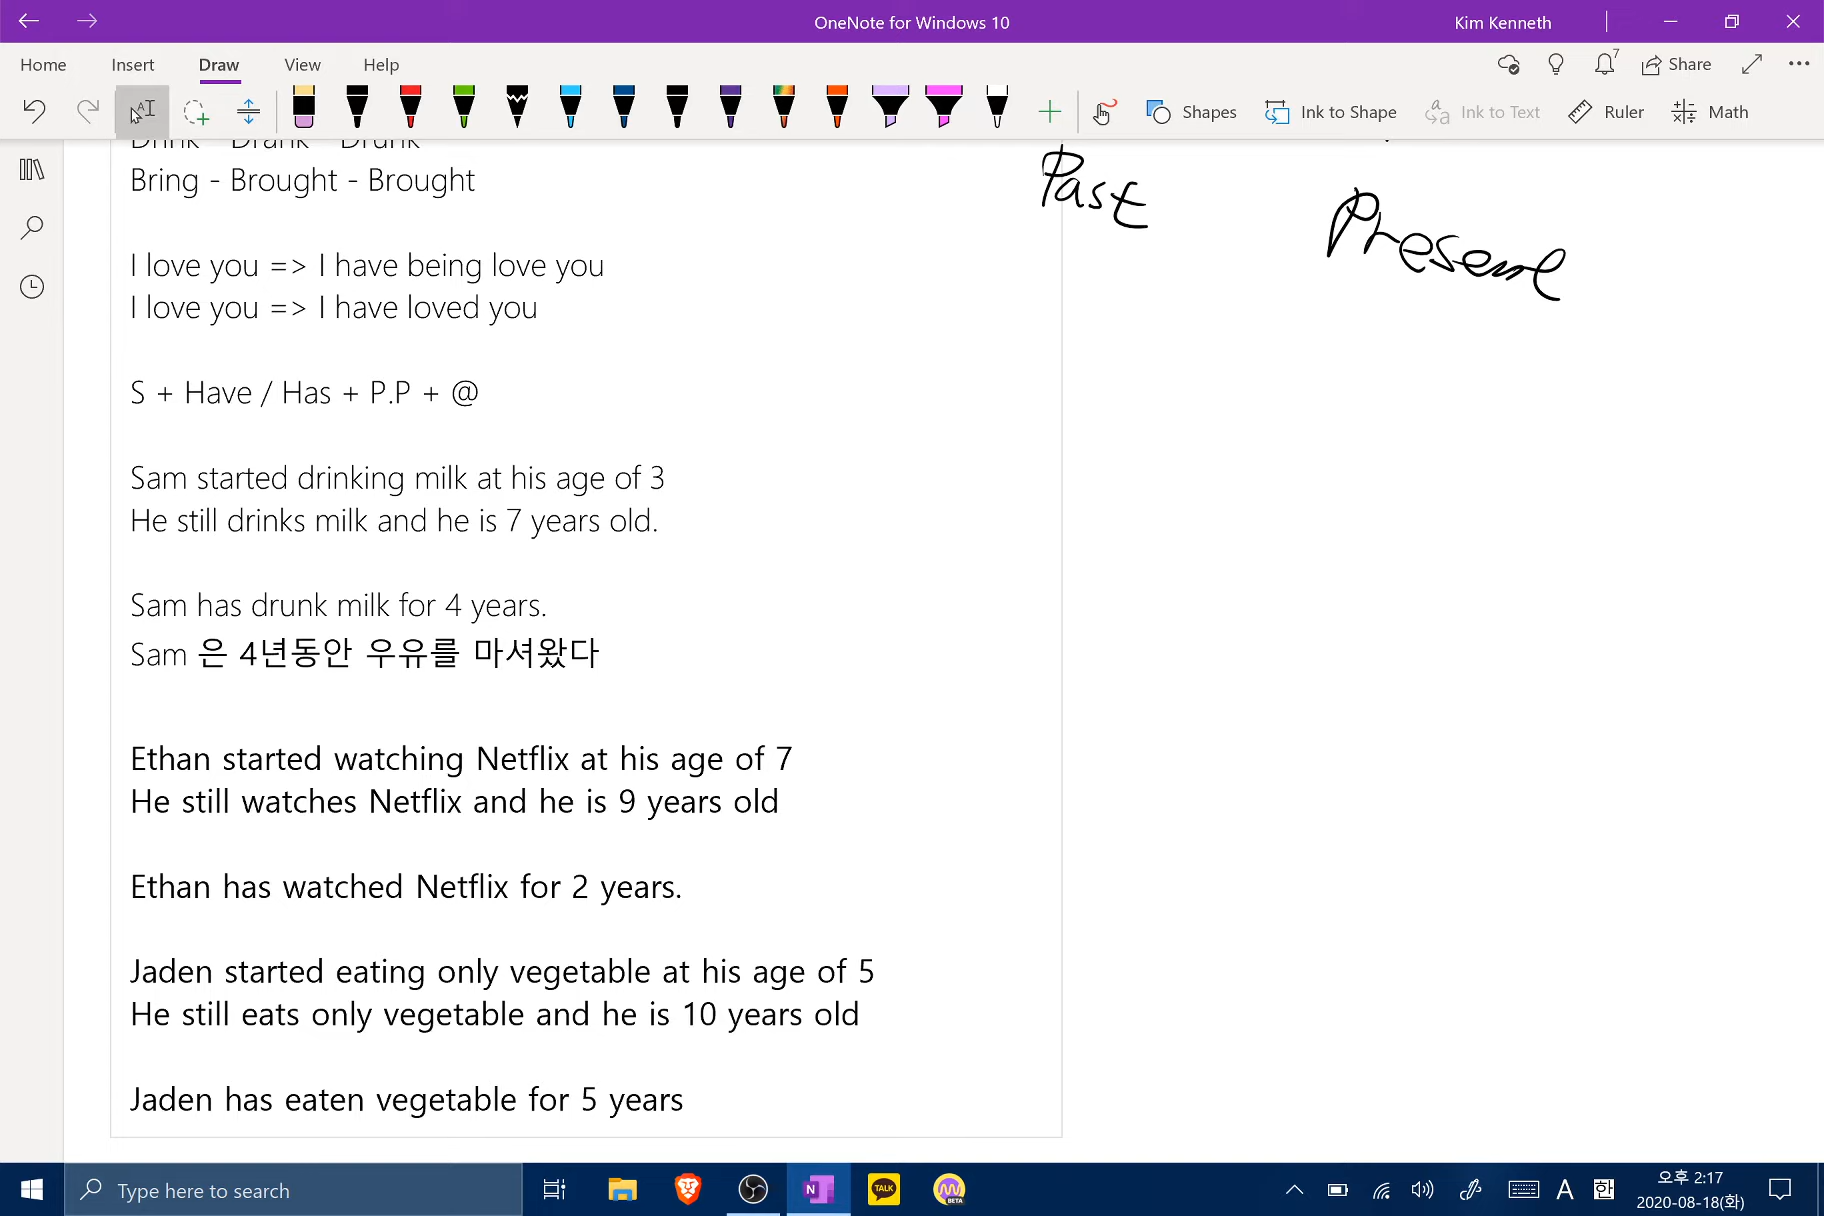 OneNote for Windows 10
Kim Kenneth
Home Insert Draw View Help
7 Share
Shapes Ink to Shape Ink to Text Ruler Math
Drink - Drank - Drunk
Bring - Brought - Brought
Past
I love you => I have being love you
I love you => I have loved you
S + Have / Has + P.P + @
Sam started drinking milk at his age of 3
He still drinks milk and he is 7 years old.
Sam has drunk milk for 4 years.
Sam 은 4년동안 우유를 마셔왔다
Ethan started watching Netflix at his age of 7
He still watches Netflix and he is 9 years old
Ethan has watched Netflix for 2 years.
Jaden started eating only vegetable at his age of 5
He still eats only vegetable and he is 10 years old
Jaden has eaten vegetable for 5 years
Type here to search
N
TALK
BETA
A 한
오후 2:17
2020-08-18(화)